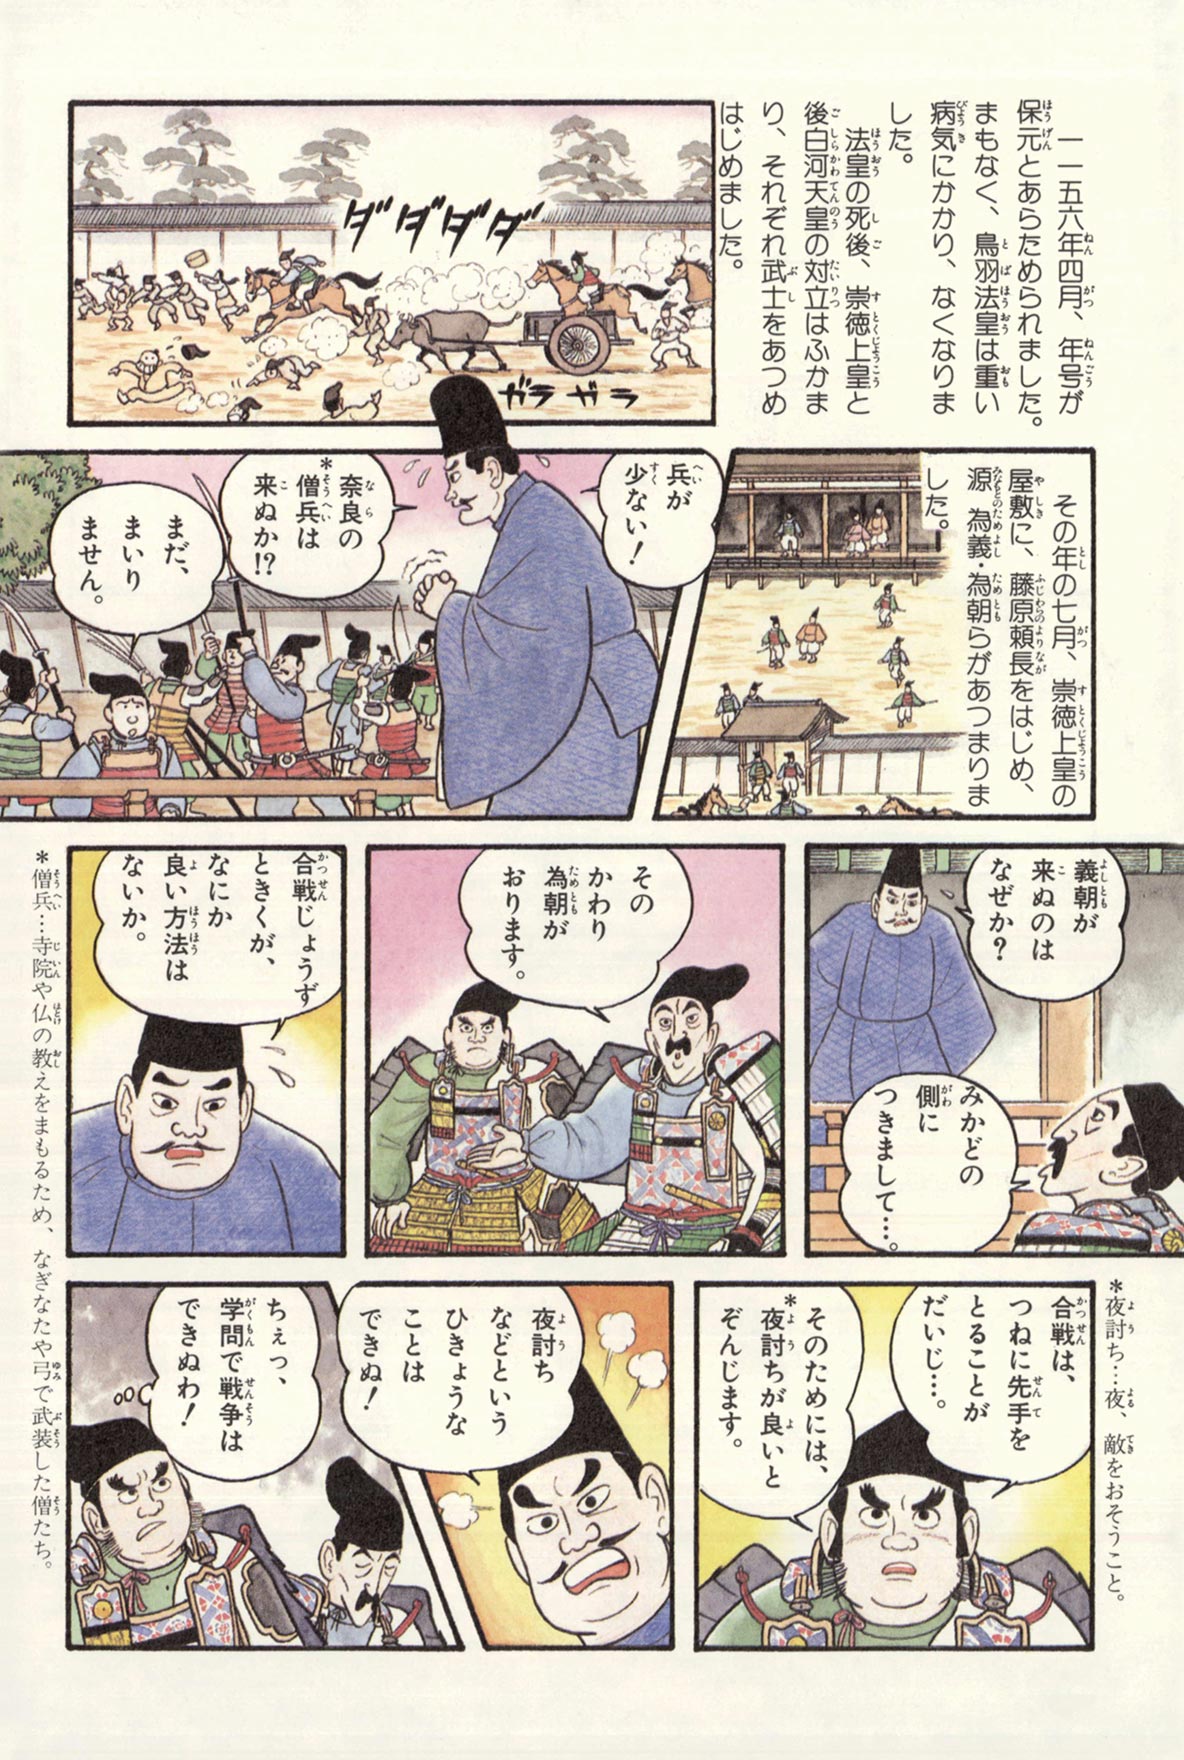 一一五六年四月、年号が
保元とあらためられました。
まもなく、鳥羽法皇は重い
病気にかかり、なくなりま
した。
法皇の死後、崇徳上皇と
後白河天皇の対立はふかま
り、それぞれ武士をあつめ
はじめました。
ダダダダ
ガラガラ
その年の七月、崇徳上皇の
屋敷に、藤原頼長をはじめ、
源為義・為朝らがあつまりま
した。
兵が
少ない!
奈良の
*僧兵は
来ぬか!?
まだ、
まいり
ません。
義朝が
来ぬのは
なぜか?
みかどの
側に
つきまして…。
その
かわり
為朝が
おります。
合戦じょうず
ときくが、
なにか
良い方法は
ないか。
*僧兵…寺院や仏の教えをまもるため、なぎなたや弓で武装した僧たち。
*夜討ち…夜、敵をおそうこと。
合戦は、
つねに先手を
とることが
だいじ…。
そのためには、
*夜討ちが良いと
ぞんじます。
夜討ち
などという
ひきょうな
ことは
できぬ!
ちぇっ、
学問で戦争は
できぬわ!